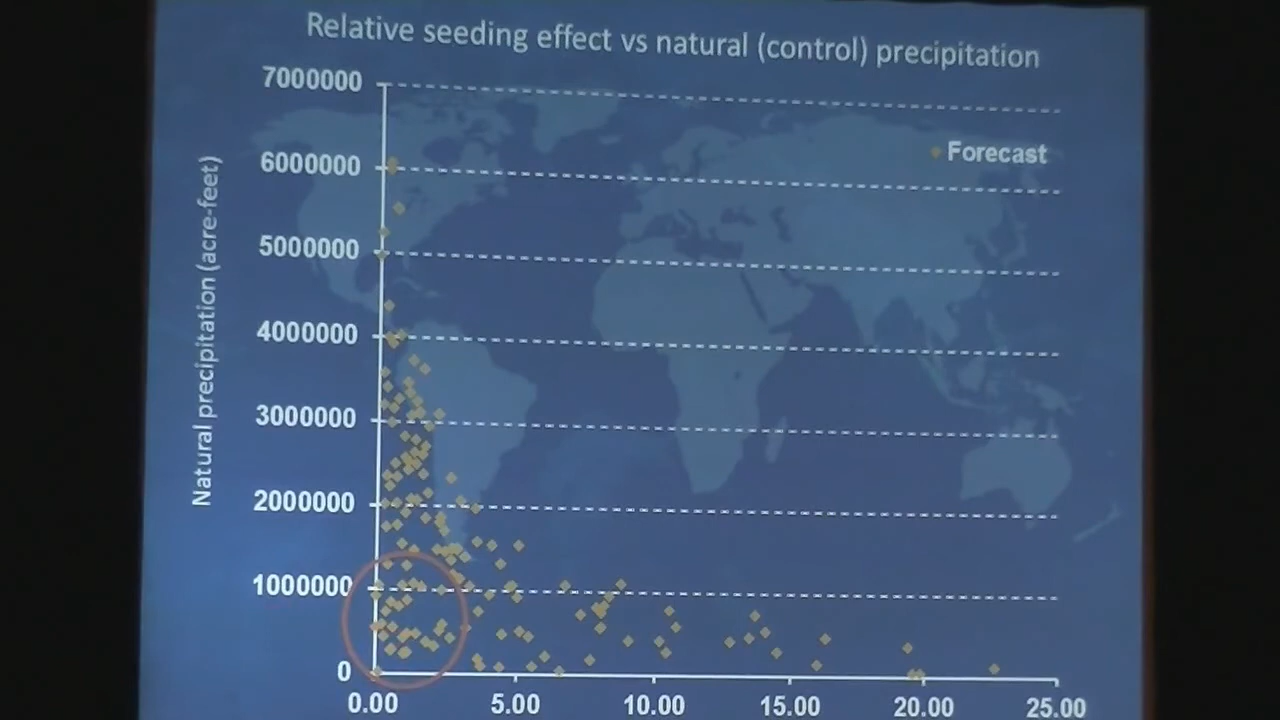 Relative seeding effect vs natural (control) precipitation
7000000
Forecast
6000000
5000000
4000000
3000000
2000000
1000000
0
Natural precipitation (acre-feet)
0.00 5.00 10.00 15.00 20.00 25.00